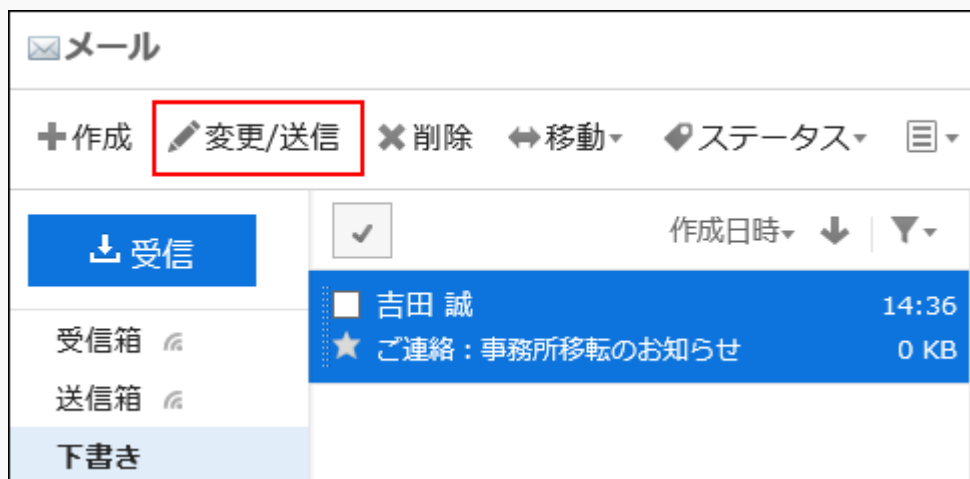 メール
作成 変更/送信 削除 移動 ステータス
受信 作成日時
吉田 誠 14:36
ご連絡：事務所移転のお知らせ 0 KB
受信箱
送信箱
下書き